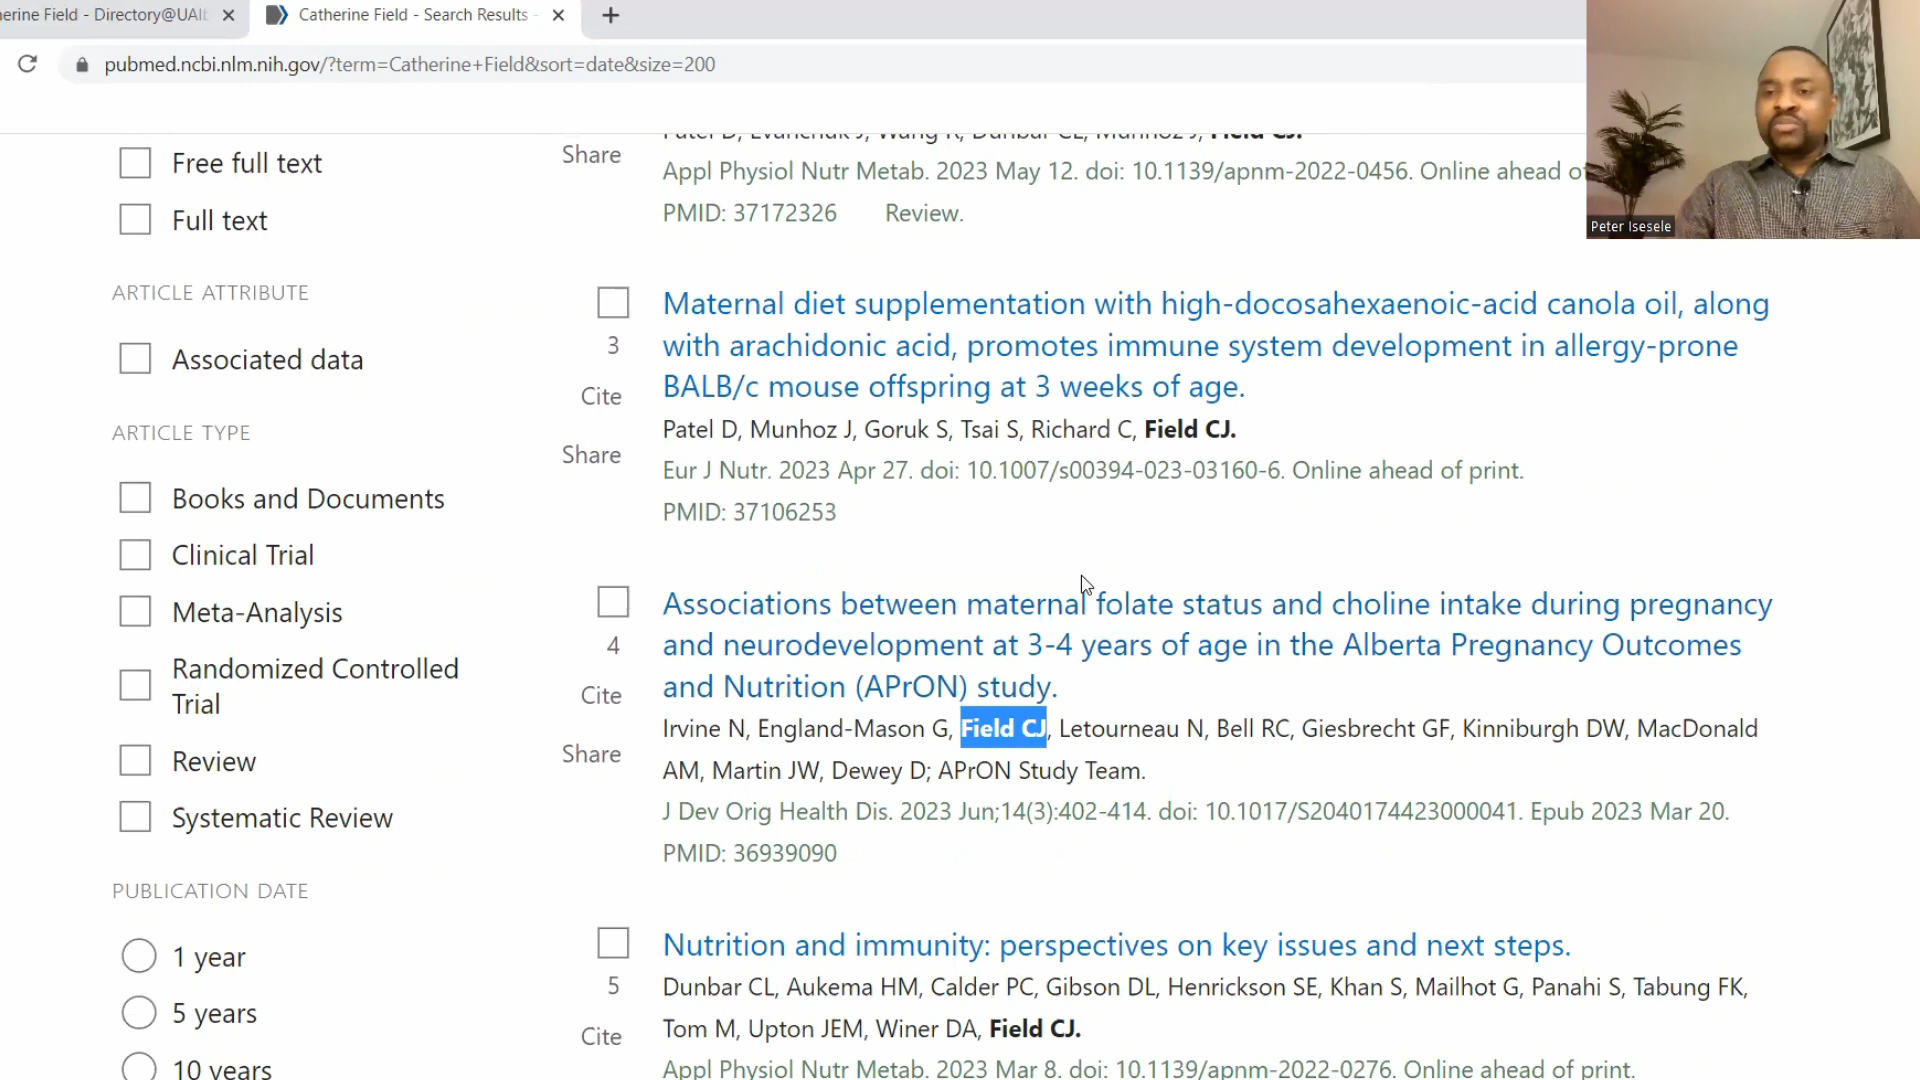 erine Field - Directory@UAlb
Catherine Field - Search Results -
pubmed.ncbi.nlm.nih.gov/?term=Catherine+Field&sort=date&size=200
Peter Isesele
Free full text
Full text
ARTICLE ATTRIBUTE
Associated data
ARTICLE TYPE
Books and Documents
Clinical Trial
Meta-Analysis
Randomized Controlled
Trial
Review
Systematic Review
PUBLICATION DATE
1 year
5 years
10 years
Patel D, Evanchuk J, Wang R, Dunbar CL, Munhoz J, Field CJ.
Share
Appl Physiol Nutr Metab. 2023 May 12. doi: 10.1139/apnm-2022-0456. Online ahead of
PMID: 37172326 Review.
3
Cite
Share
Maternal diet supplementation with high-docosahexaenoic-acid canola oil, along
with arachidonic acid, promotes immune system development in allergy-prone
BALB/c mouse offspring at 3 weeks of age.
Patel D, Munhoz J, Goruk S, Tsai S, Richard C, Field CJ.
Eur J Nutr. 2023 Apr 27. doi: 10.1007/s00394-023-03160-6. Online ahead of print.
PMID: 37106253
4
Cite
Share
Associations between maternal folate status and choline intake during pregnancy
and neurodevelopment at 3-4 years of age in the Alberta Pregnancy Outcomes
and Nutrition (APrON) study.
Irvine N, England-Mason G, Field CJ, Letourneau N, Bell RC, Giesbrecht GF, Kinniburgh DW, MacDonald
AM, Martin JW, Dewey D; APrON Study Team.
J Dev Orig Health Dis. 2023 Jun;14(3):402-414. doi: 10.1017/S2040174423000041. Epub 2023 Mar 20.
PMID: 36939090
5
Cite
Nutrition and immunity: perspectives on key issues and next steps.
Dunbar CL, Aukema HM, Calder PC, Gibson DL, Henrickson SE, Khan S, Mailhot G, Panahi S, Tabung FK,
Tom M, Upton JEM, Winer DA, Field CJ.
Appl Physiol Nutr Metab. 2023 Mar 8. doi: 10.1139/apnm-2022-0276. Online ahead of print.